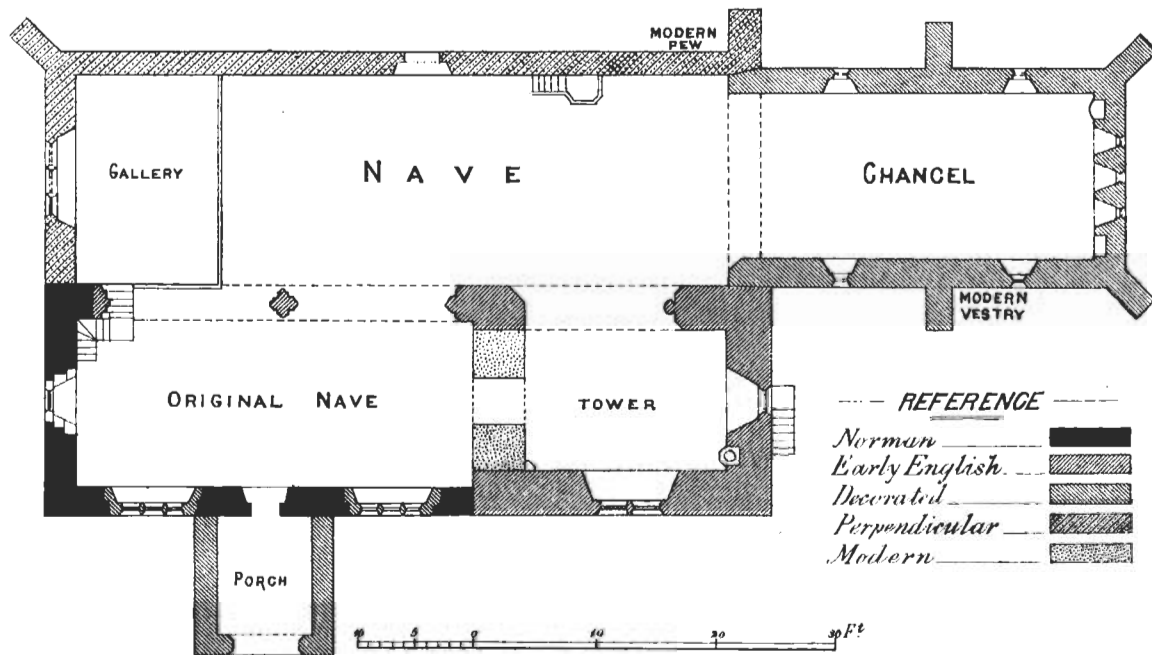 MODERN
PEW
GALLERY
NAVE
CHANCEL
MODERN
VESTRY
ORIGINAL NAVE
TOWER
REFERENCE
Norman
Early English
Decorated
Perpendicular
Modern
PORCH
10 5 0 10 20 30 Ft